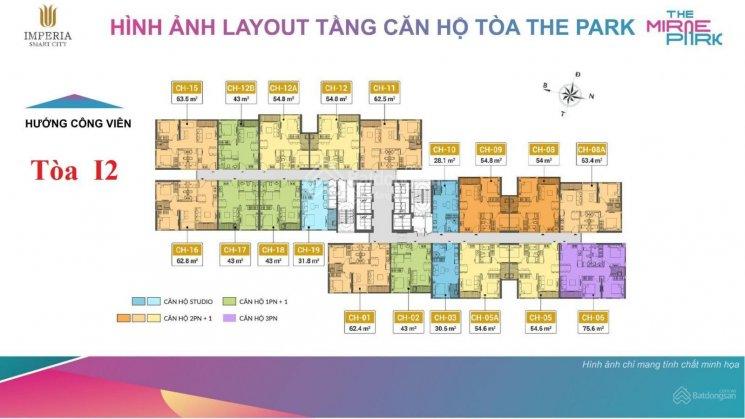 IMPERIA
SMART CITY
HÌNH ẢNH LAYOUT TẦNG CĂN HỘ TÒA THE PARK
THE
MIRAE
PARK
CH-15
63.5 m²
CH-12B
43 m²
CH-12A
54.8 m²
CH-12
54.8 m²
CH-11
62.5 m²
Đ
B
N
T
HƯỚNG CÔNG VIÊN
Tòa I2
CH-10
28.1 m²
CH-09
54.8 m²
CH-08
54 m²
CH-08A
53.4 m²
Batdongsan
CH-16
62.8 m²
CH-17
43 m²
CH-18
43 m²
CH-19
31.8 m²
CĂN HỘ STUDIO
CĂN HỘ 1PN + 1
CĂN HỘ 2PN + 1
CĂN HỘ 3PN
CH-01
62.4 m²
CH-02
43 m²
CH-03
30.5 m²
CH-05A
54.6 m²
CH-05
54.6 m²
CH-06
75.6 m²
Hình ảnh chỉ mang tính chất minh họa
Batdongsan
.com.vn